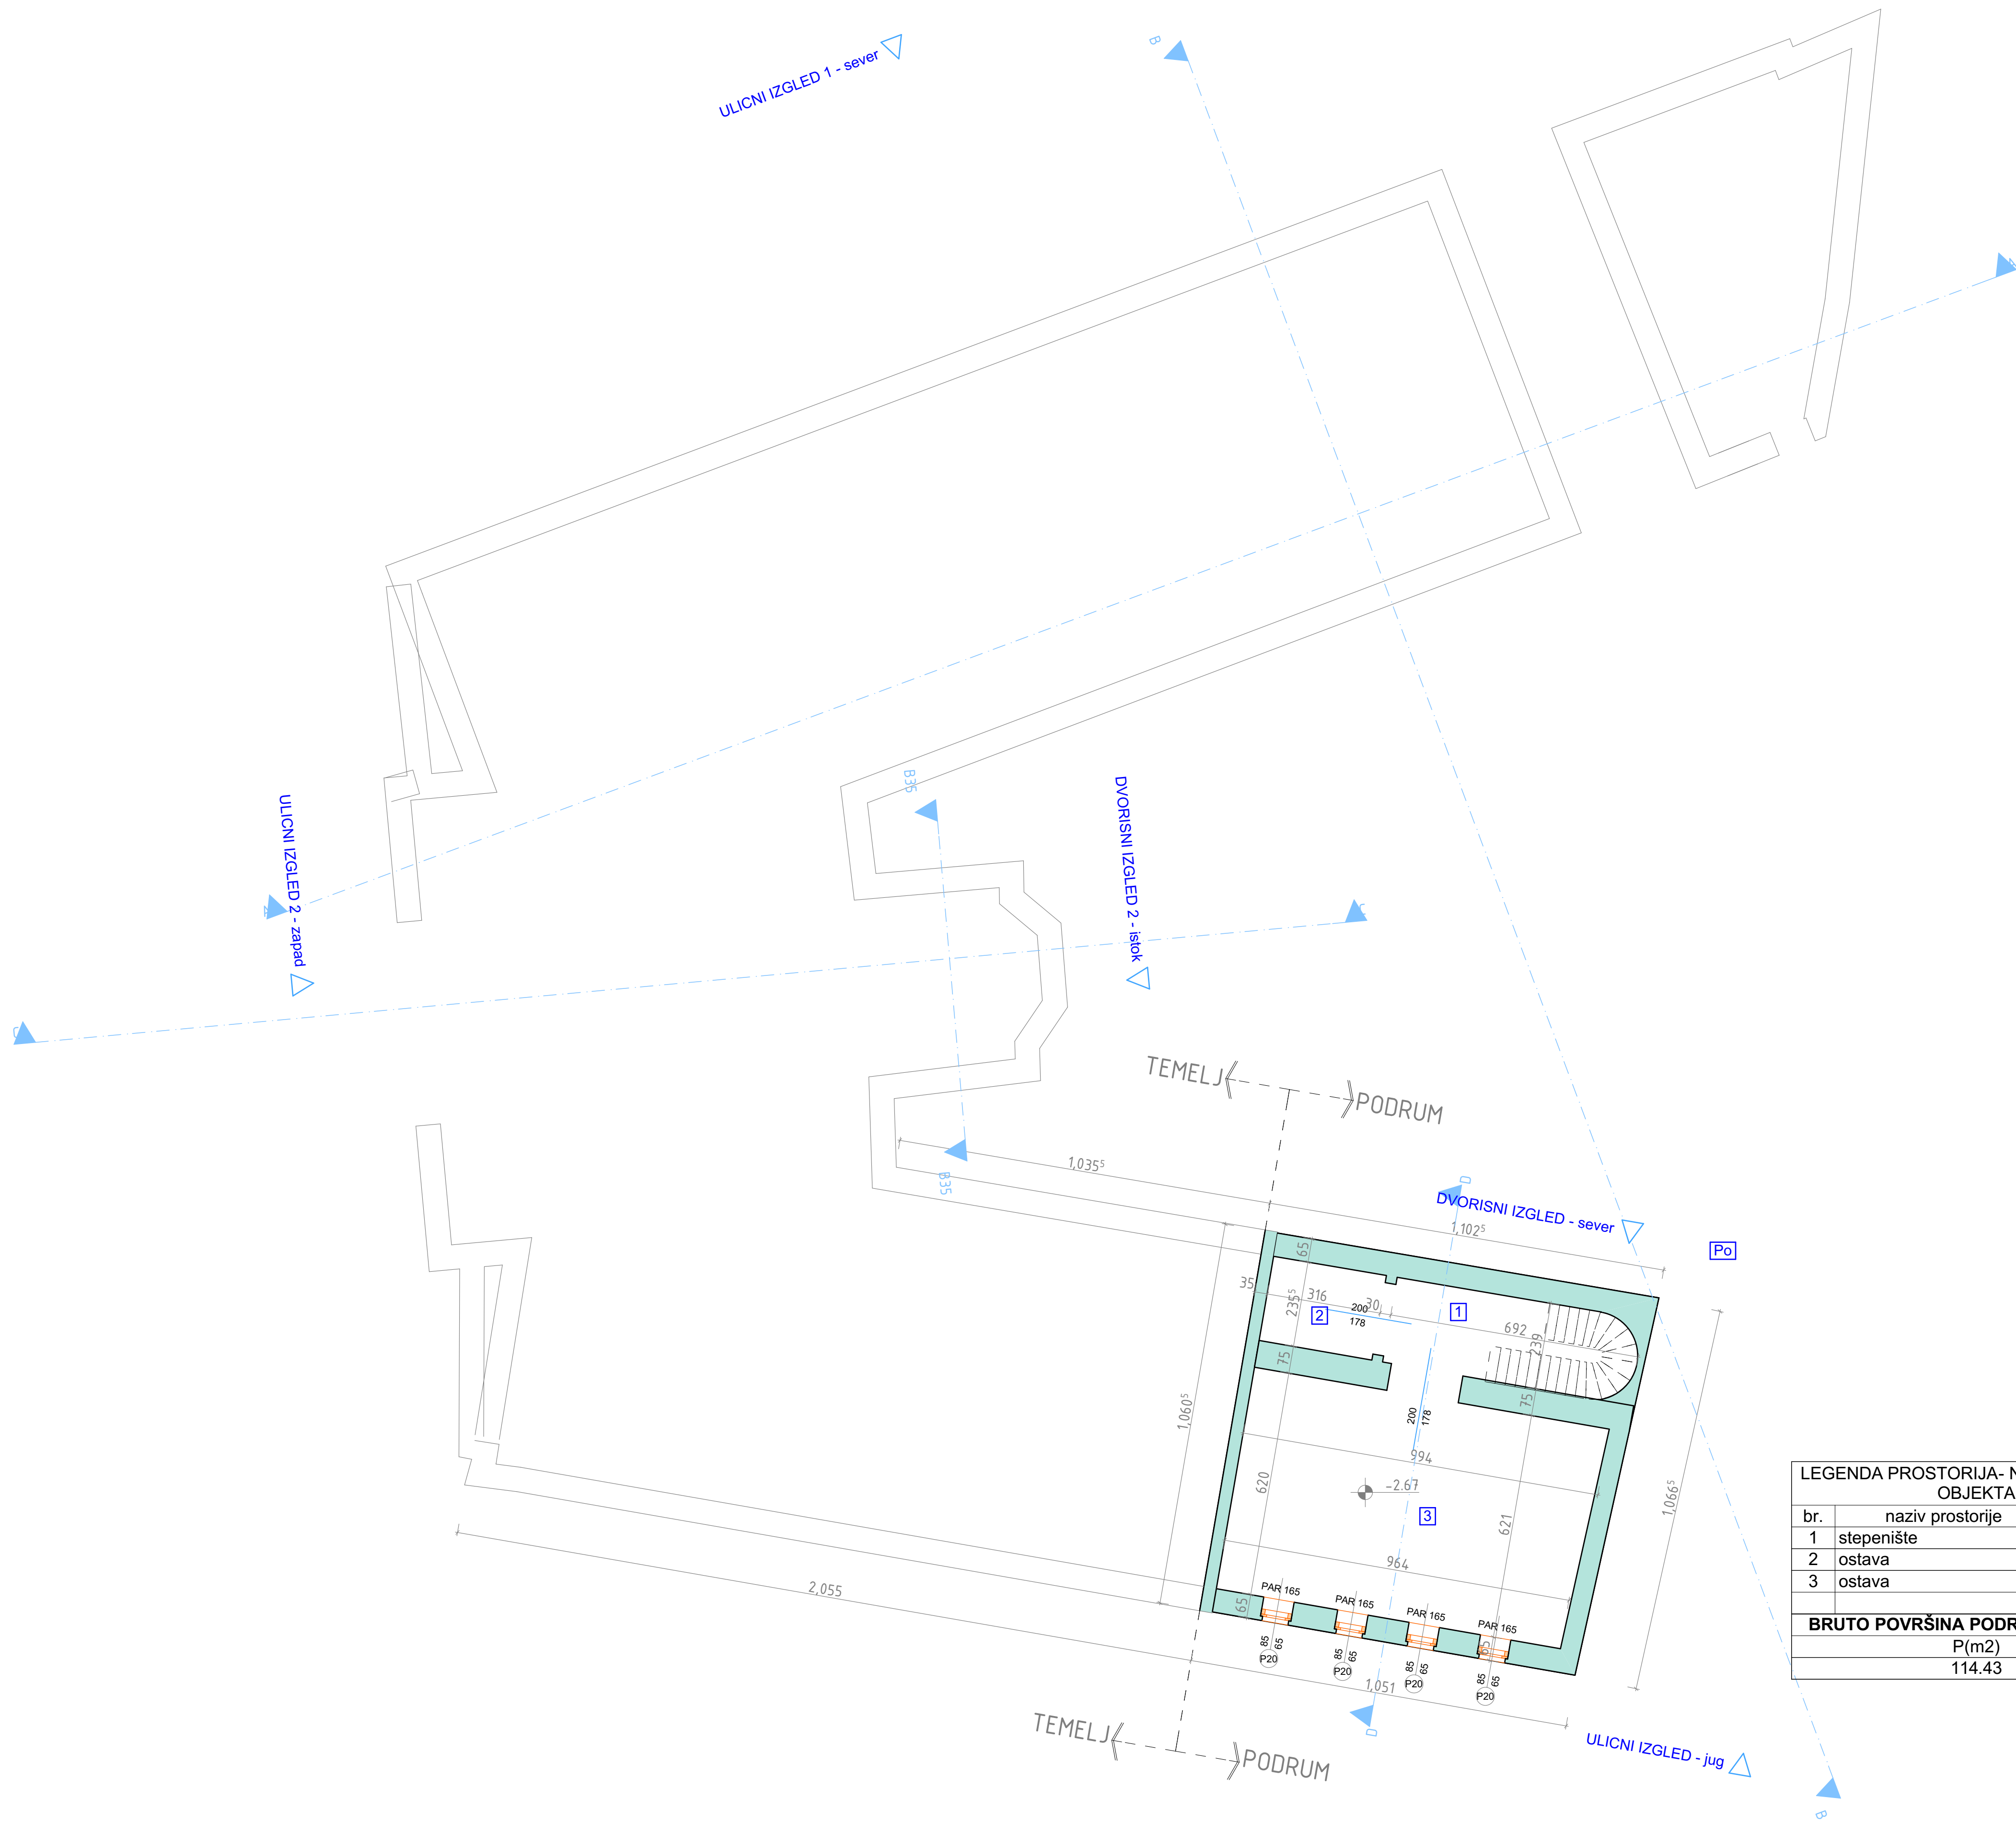 ULICNI IZGLED 1 - sever
B
B35
ULICNI IZGLED 2 - zapad
DVORISNI IZGLED 2 - istok
TEMELJ
PODRUM
1,035⁵
B35
D
DVORISNI IZGLED - sever
1,102⁵
Po
65
35
316
30
235⁵
2
200
178
1
692
239
75
75
200
178
1,060⁵
994
620
-2.67
3
621
1,066⁵
964
2,055
65
PAR 165
PAR 165
PAR 165
PAR 165
65
85
65
P20
85
65
P20
85
65
P20
85
65
P20
1,051
D
TEMELJ
PODRUM
ULICNI IZGLED - jug
B
LEGENDA PROSTORIJA-
OBJEKTA
br. naziv prostorije
1 stepenište
2 ostava
3 ostava
BRUTO POVRŠINA
P(m2)
114.43